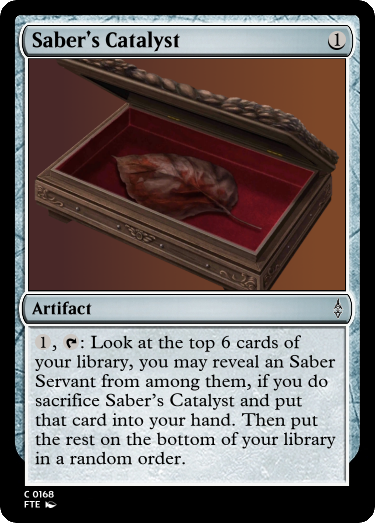 Saber's Catalyst 1
Artifact
1, : Look at the top 6 cards of
your library, you may reveal an Saber
Servant from among them, if you do
sacrifice Saber's Catalyst and put
that card into your hand. Then put
the rest on the bottom of your library
in a random order.
C 0168
FTE